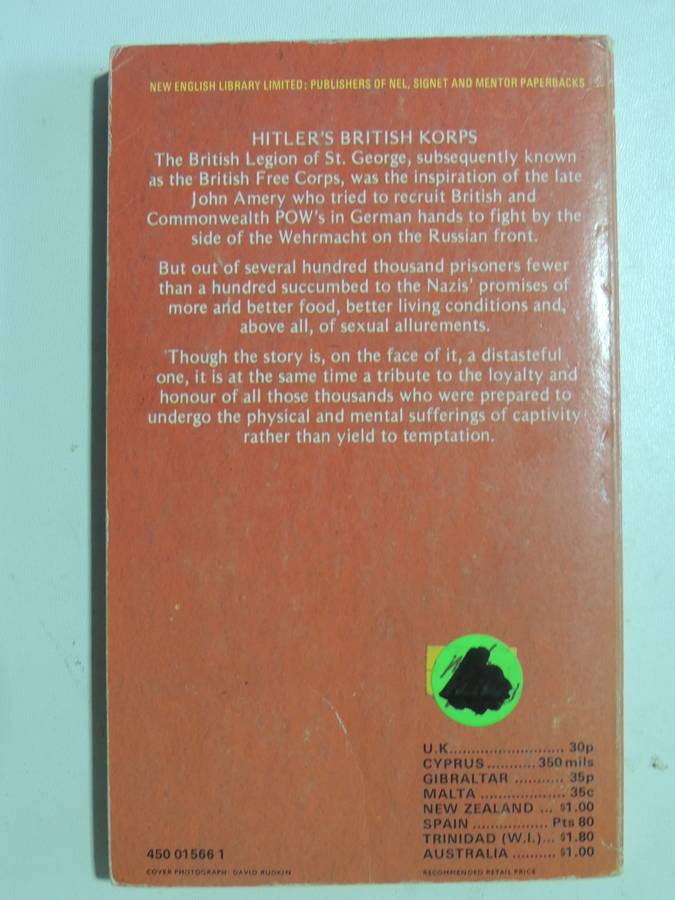 NEW ENGLISH LIBRARY LIMITED: PUBLISHERS OF NEL, SIGNET AND MENTOR PAPERBACKS
HITLER'S BRITISH KORPS
The British Legion of St. George, subsequently known
as the British Free Corps, was the inspiration of the late
John Amery who tried to recruit British and
Commonwealth POW's in German hands to fight by the
side of the Wehrmacht on the Russian front.
But out of several hundred thousand prisoners fewer
than a hundred succumbed to the Nazis' promises of
more and better food, better living conditions and,
above all, of sexual allurements.
Though the story is, on the face of it, a distasteful
one, it is at the same time a tribute to the loyalty and
honour of all those thousands who were prepared to
undergo the physical and mental sufferings of captivity
rather than yield to temptation.
U.K.......................... 30p
CYPRUS........... 350 mils
GIBRALTAR ........... 35p
MALTA ................... 35c
NEW ZEALAND ... $1.00
SPAIN ................. Pts 80
TRINIDAD (W.I.)... $1.80
AUSTRALIA .......... $1.00
450 01566 1
COVER PHOTOGRAPH: DAVID RUDKIN
RECOMMENDED RETAIL PRICE